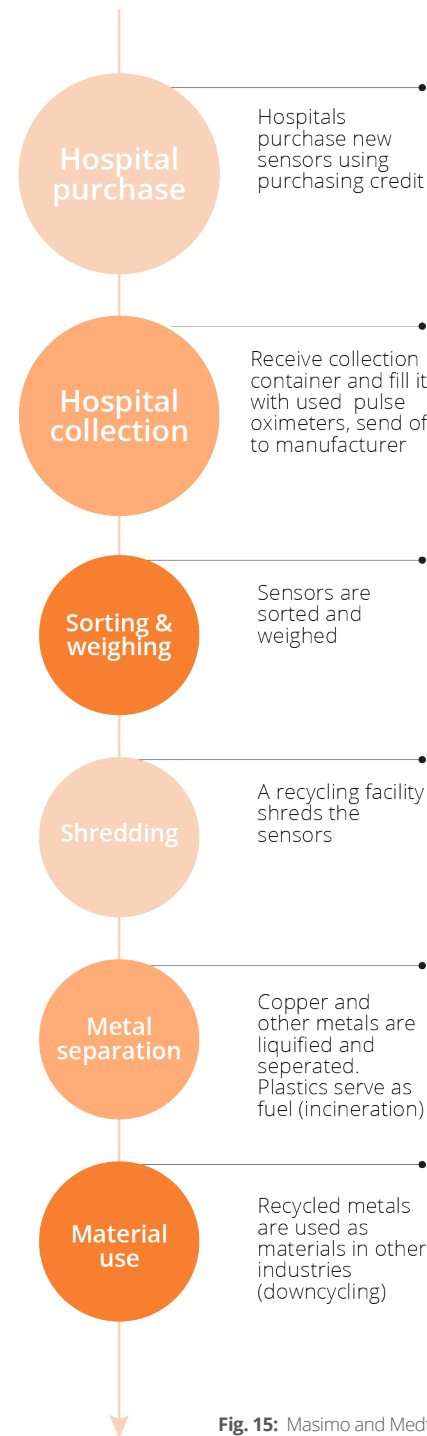 Hospital
purchase
Hospitals
purchase new
sensors using
purchasing credit
Hospital
collection
Receive collection
container and fill it
with used pulse
oximeters, send of
to manufacturer
Sorting &
weighing
Sensors are
sorted and
weighed
Shredding
A recycling facility
shreds the
sensors
Metal
separation
Copper and
other metals are
liquified and
seperated.
Plastics serve as
fuel (incineration)
Material
use
Recycled metals
are used as
materials in other
industries
(downcycling)
Fig. 15: Masimo and